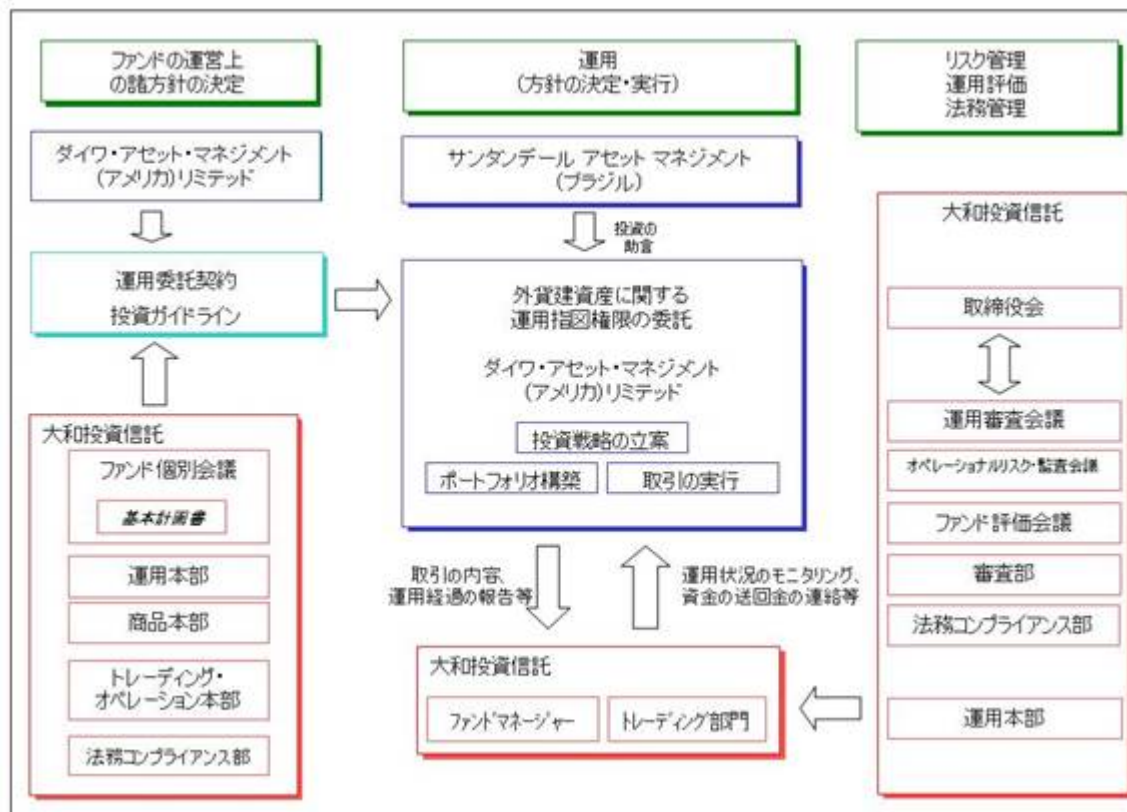 ファンドの運営上
の諸方針の決定
運用
(方針の決定・実行)
リスク管理
運用評価
法務管理
ダイワ・アセット・マネジメント
(アメリカ)リミテッド
サンタンデール アセット マネジメント
(ブラジル)
投資の
助言
運用委託契約
投資ガイドライン
外貨建資産に関する
運用指図権限の委託
ダイワ・アセット・マネジメント
(アメリカ)リミテッド
投資戦略の立案
ポートフォリオ構築
取引の実行
大和投資信託
ファンド個別会議
基本計画書
運用本部
商品本部
トレーディング・
オペレーション本部
法務コンプライアンス部
取引の内容、
運用経過の報告等
運用状況のモニタリング、
資金の送回金の連絡等
大和投資信託
ファンドマネージャー
トレーディング部門
大和投資信託
取締役会
運用審査会議
オペレーショナルリスク・監査会議
ファンド評価会議
審査部
法務コンプライアンス部
運用本部